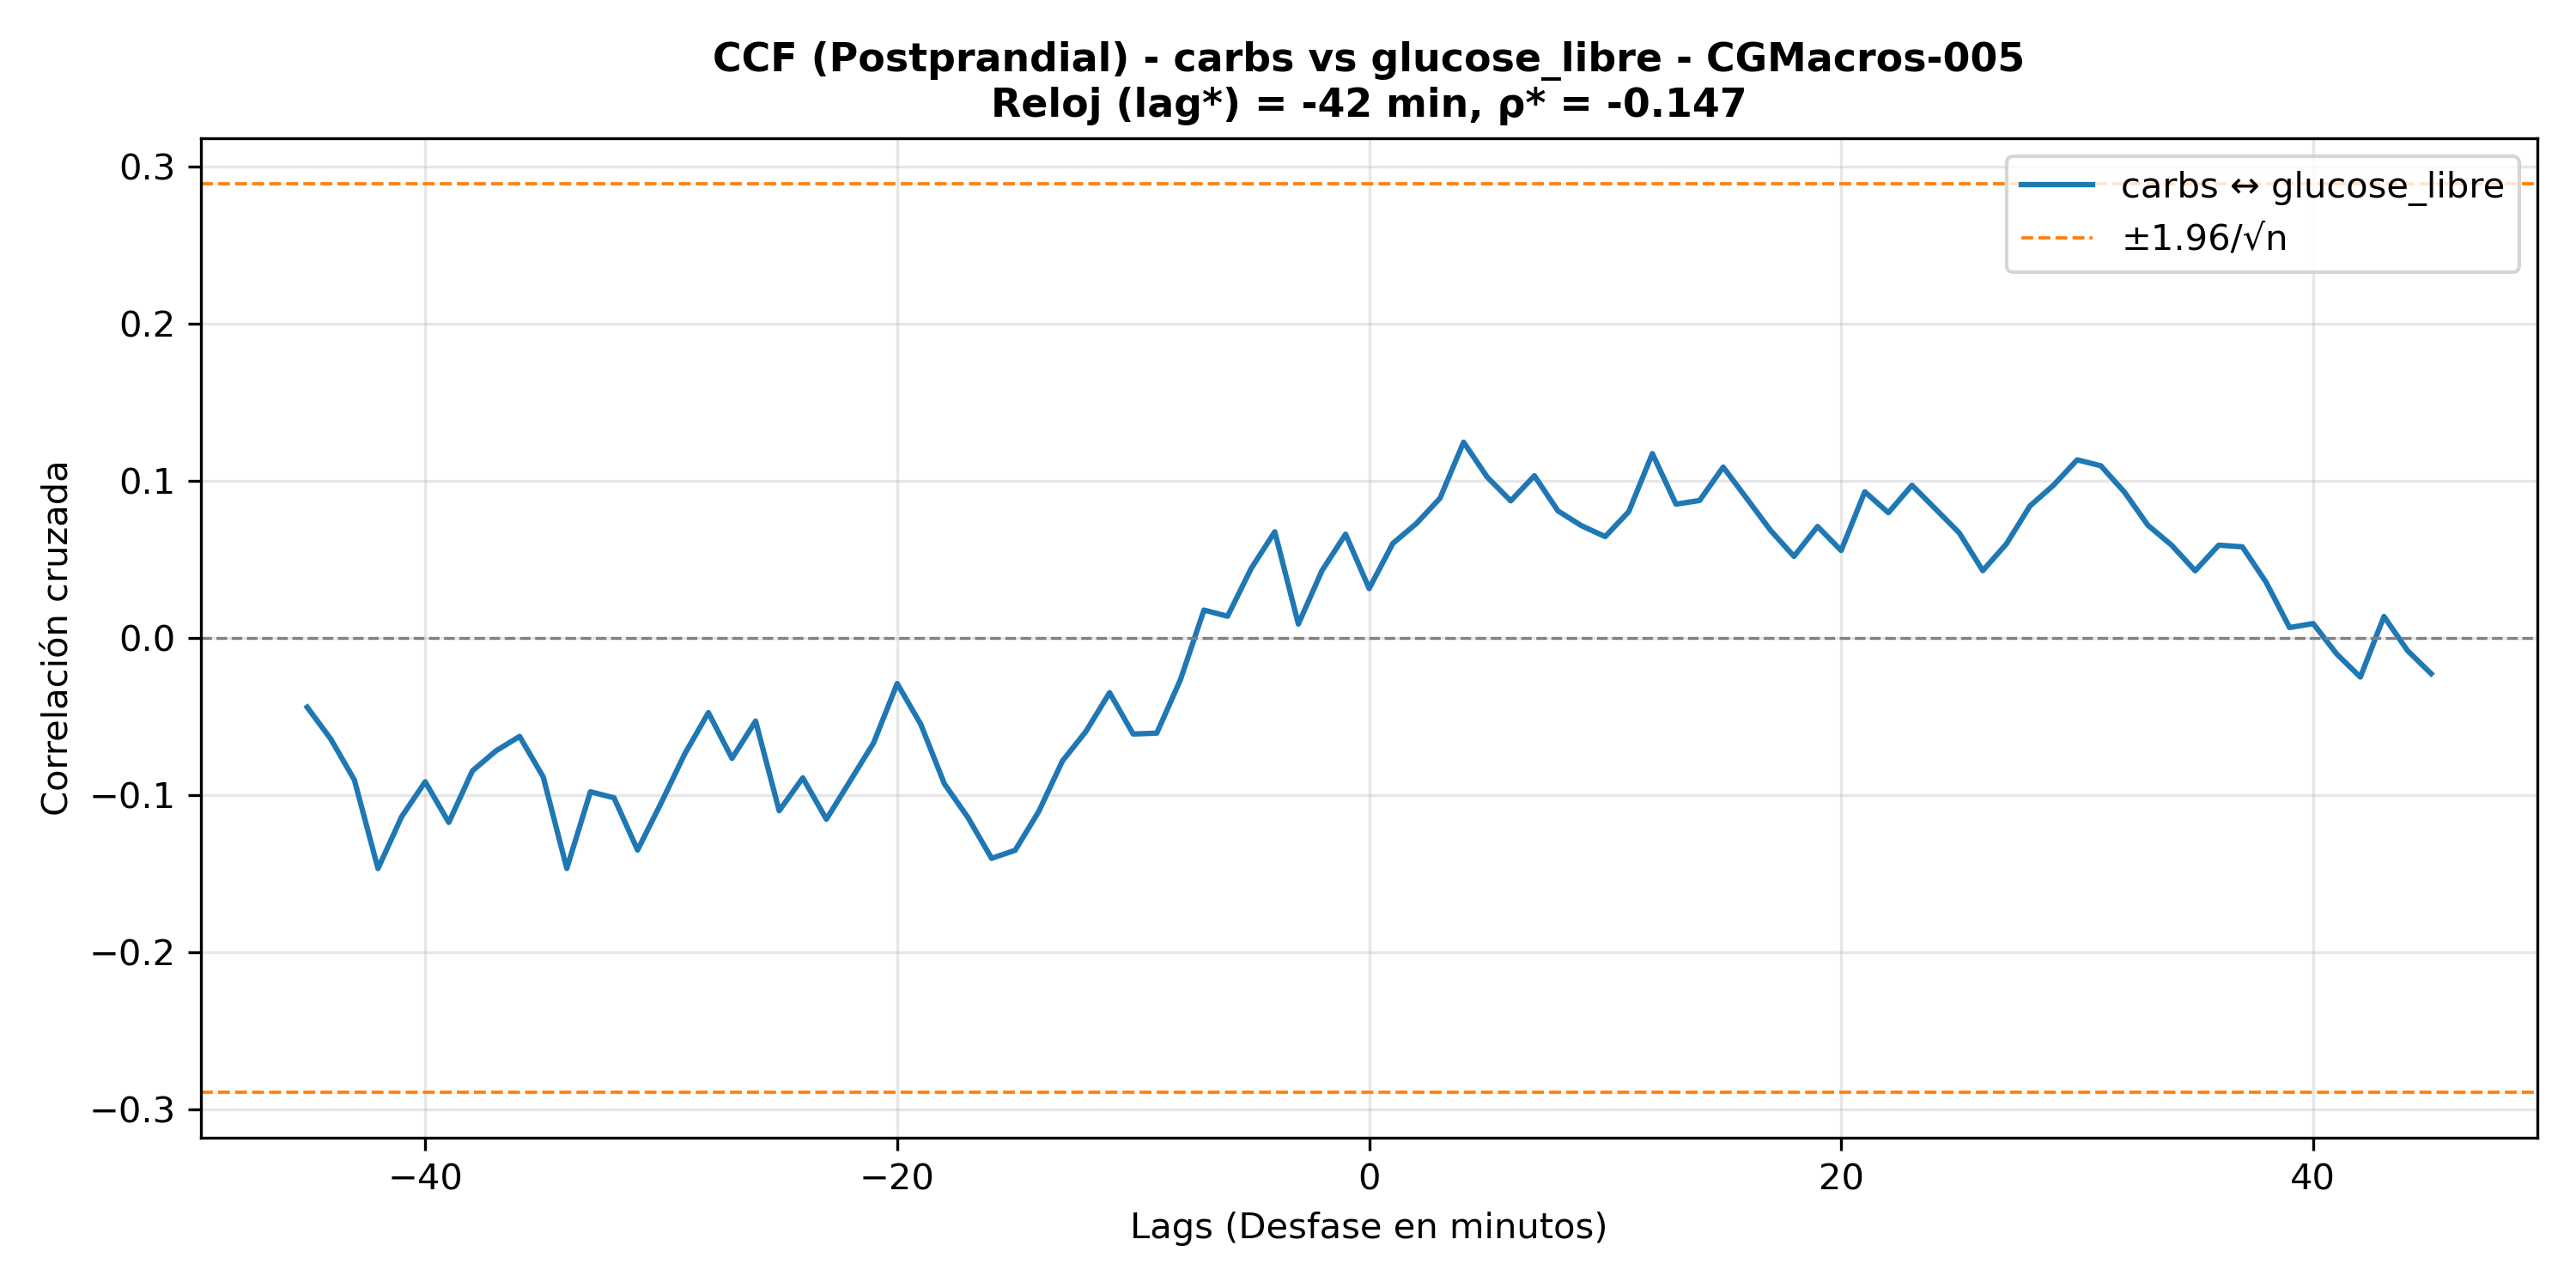 CCF (Postprandial) - carbs vs glucose_libre - CGMacros-005
Reloj (lag*) = -42 min, ρ* = -0.147
carbs ↔ glucose_libre
±1.96/√n
Correlación cruzada
0.3
0.2
0.1
0.0
−0.1
−0.2
−0.3
−40
−20
0
20
40
Lags (Desfase en minutos)